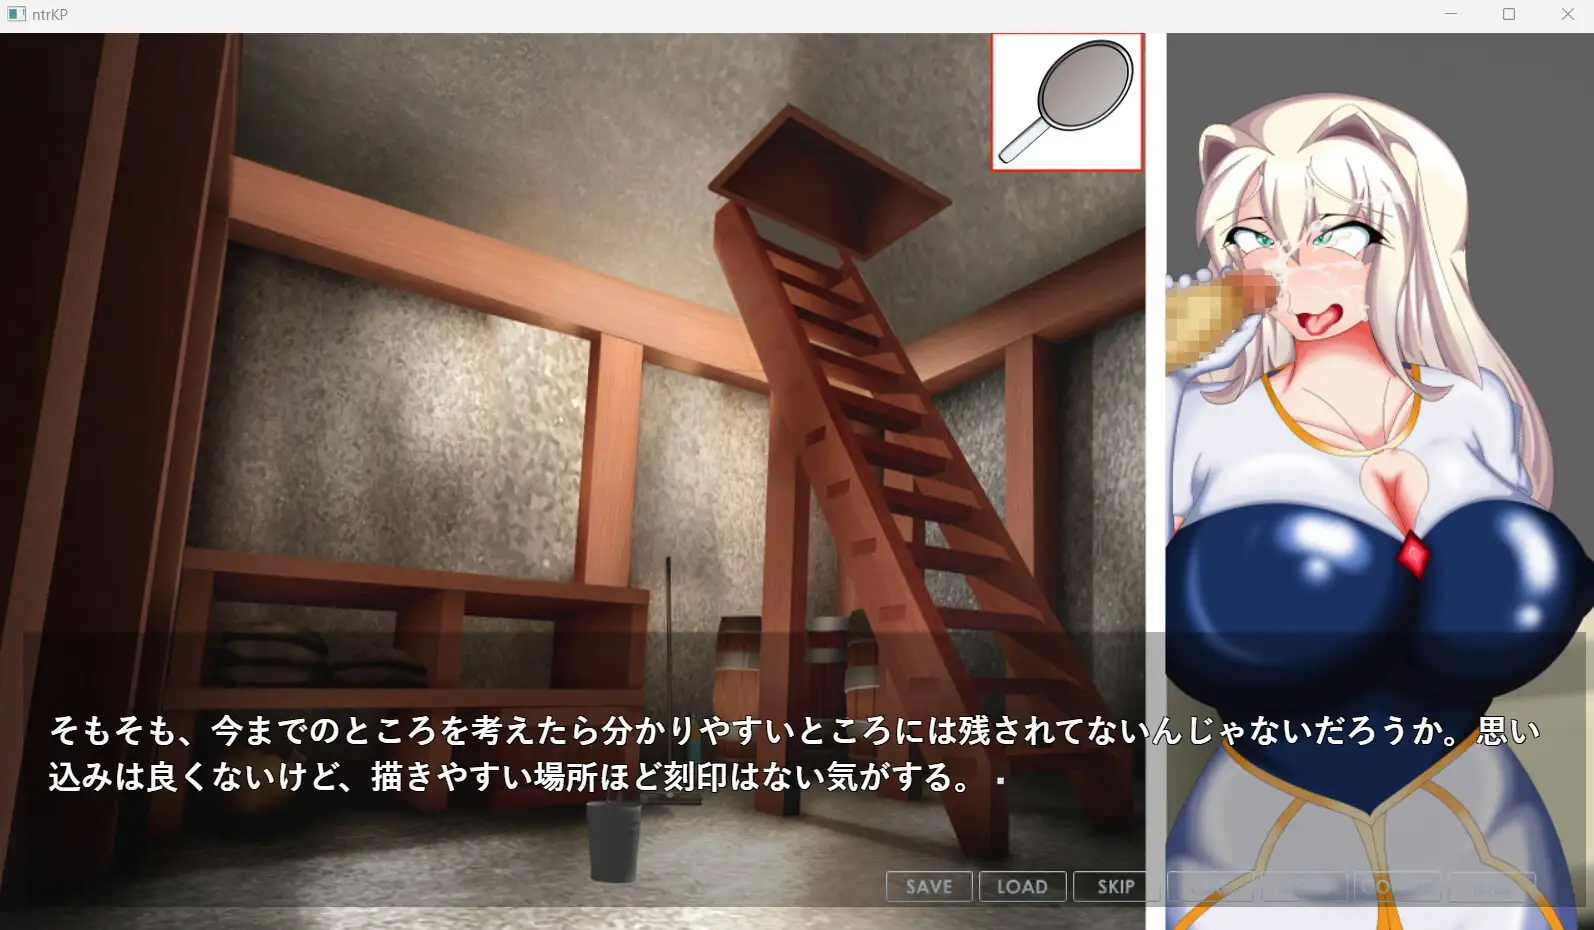 ntrKP
そもそも、今までのところを考えたら分かりやすいところには残されてないんじゃないだろうか。思い
込みは良くないけど、描きやすい場所ほど刻印はない気がする。
SAVE LOAD SKIP